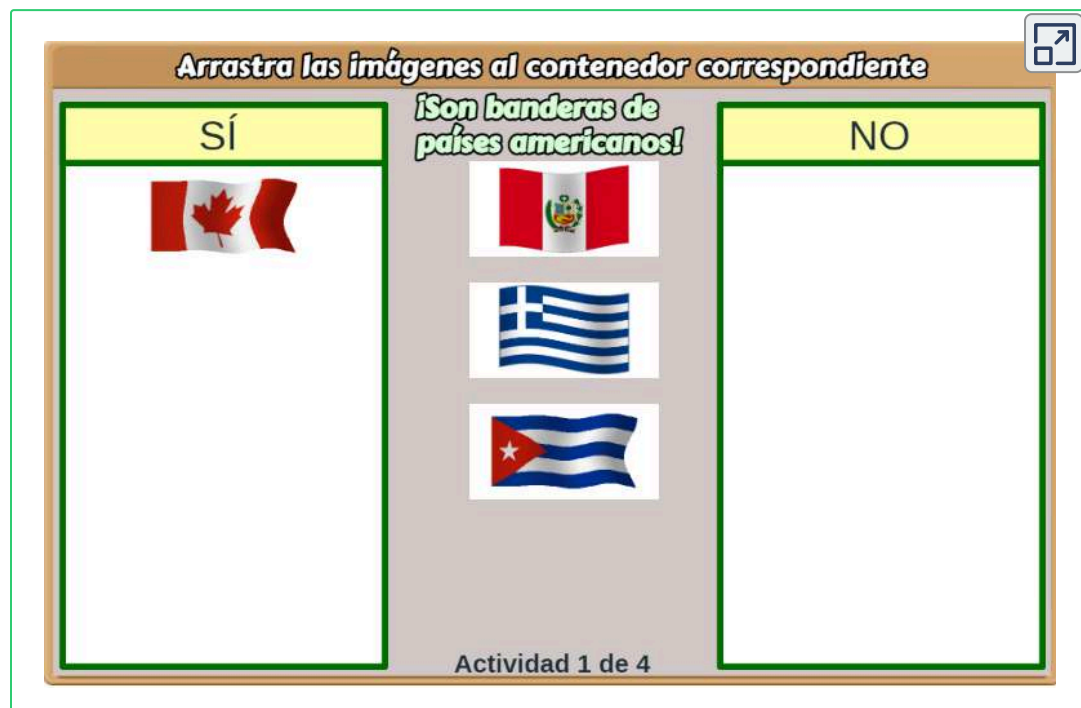 Arrastra las imágenes al contenedor correspondiente
SÍ
¡Son banderas de
países americanos!
NO
Actividad 1 de 4